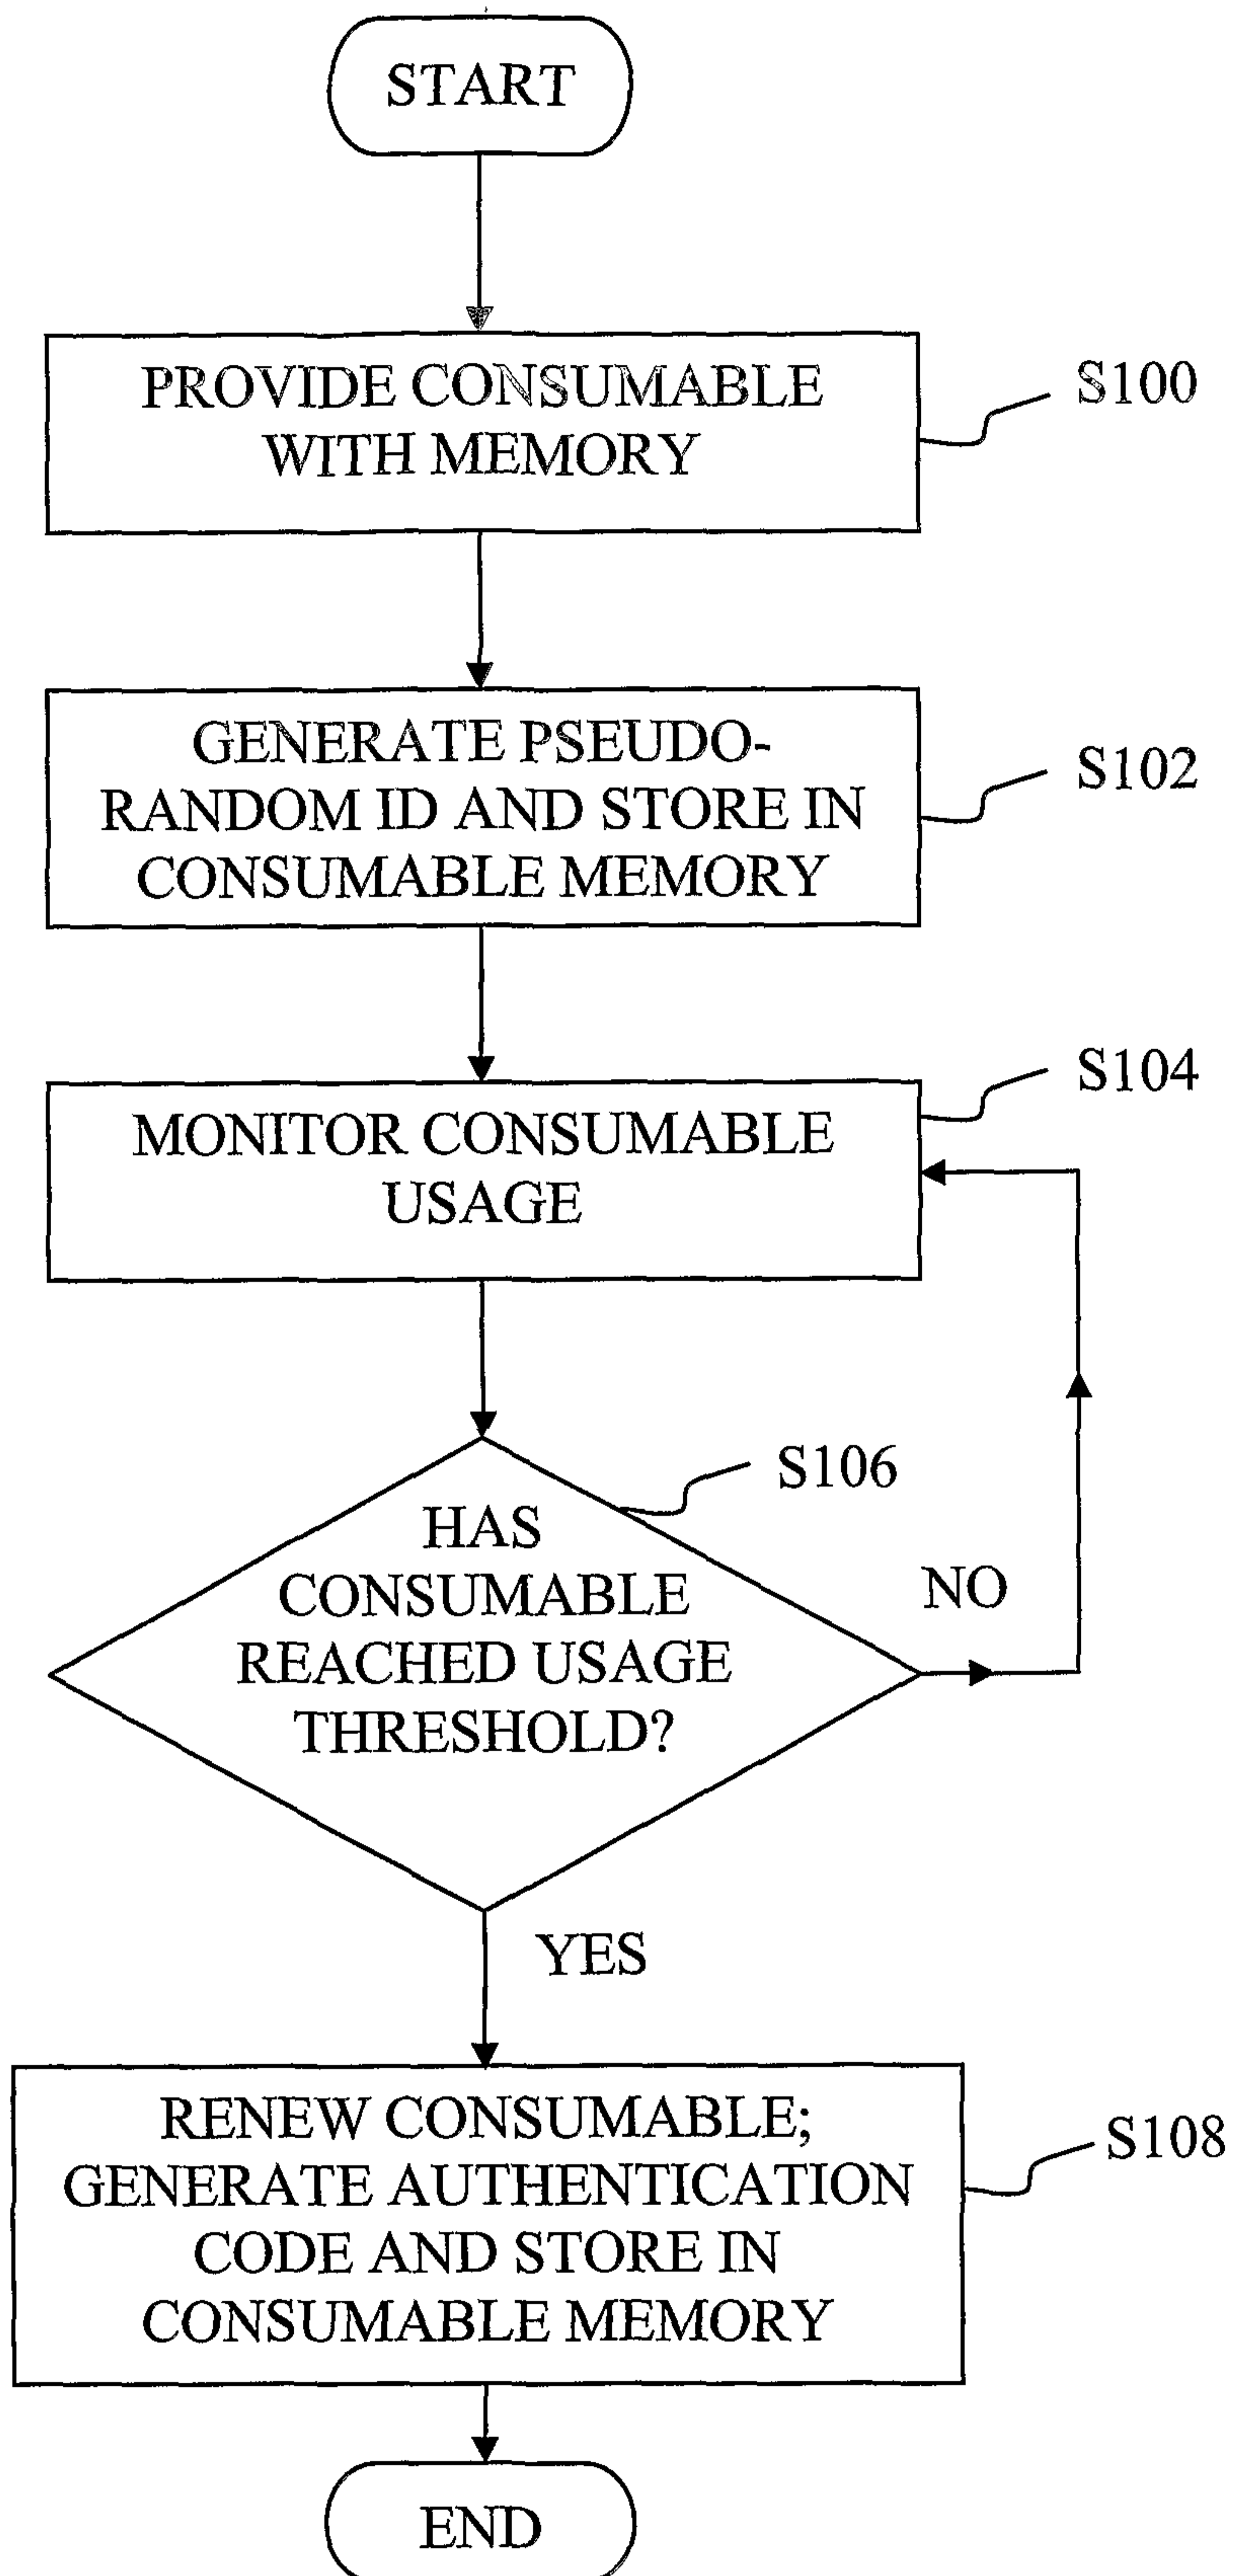 START
PROVIDE CONSUMABLE
WITH MEMORY
S100
GENERATE PSEUDO-
RANDOM ID AND STORE IN
CONSUMABLE MEMORY
S102
MONITOR CONSUMABLE
USAGE
S104
HAS
CONSUMABLE
REACHED USAGE
THRESHOLD?
S106
NO
YES
RENEW CONSUMABLE;
GENERATE AUTHENTICATION
CODE AND STORE IN
CONSUMABLE MEMORY
S108
END